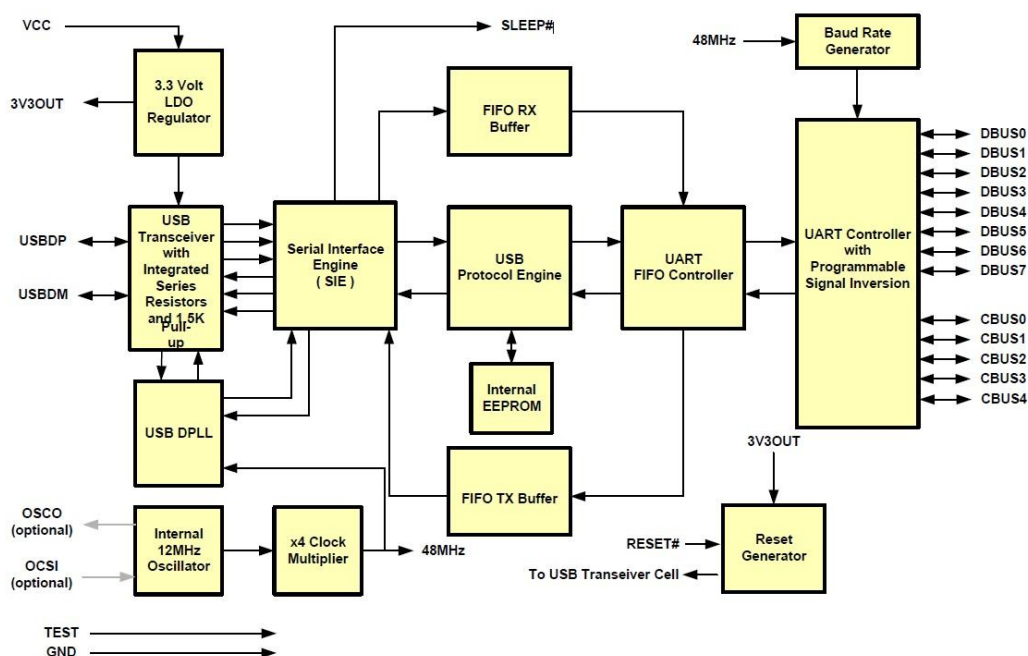 VCC
SLEEP#
48MHz
Baud Rate
Generator
3.3 Volt
LDO
Regulator
3V3OUT
FIFO RX
Buffer
DBUS0
DBUS1
DBUS2
DBUS3
DBUS4
DBUS5
DBUS6
DBUS7
USBDP
USBDM
USB
Transceiver
with
Integrated
Series
Resistors
and 1.5K
Pull-
up
Serial Interface
Engine
( SIE )
USB
Protocol Engine
UART
FIFO Controller
UART Controller
with
Programmable
Signal Inversion
CBUS0
CBUS1
CBUS2
CBUS3
CBUS4
USB DPLL
Internal
EEPROM
3V3OUT
FIFO TX Buffer
OSCO
(optional)
OCSI
(optional)
Internal
12MHz
Oscillator
x4 Clock
Multiplier
48MHz
RESET#
To USB Transeiver Cell
Reset
Generator
TEST
GND